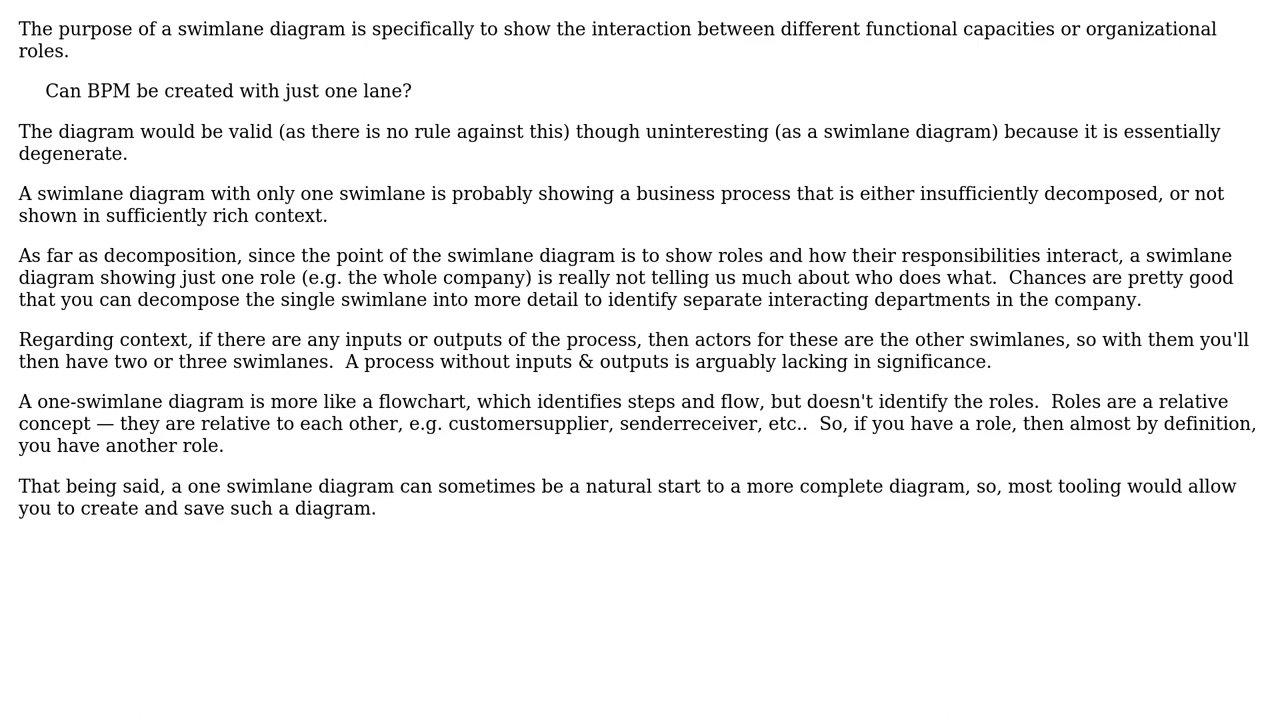 The purpose of a swimlane diagram is specifically to show the interaction between different functional capacities or organizational
roles.
Can BPM be created with just one lane?
The diagram would be valid (as there is no rule against this) though uninteresting (as a swimlane diagram) because it is essentially
degenerate.
A swimlane diagram with only one swimlane is probably showing a business process that is either insufficiently decomposed, or not
shown in sufficiently rich context.
As far as decomposition, since the point of the swimlane diagram is to show roles and how their responsibilities interact, a swimlane
diagram showing just one role (e.g. the whole company) is really not telling us much about who does what.  Chances are pretty good
that you can decompose the single swimlane into more detail to identify separate interacting departments in the company.
Regarding context, if there are any inputs or outputs of the process, then actors for these are the other swimlanes, so with them you'll
then have two or three swimlanes.  A process without inputs & outputs is arguably lacking in significance.
A one-swimlane diagram is more like a flowchart, which identifies steps and flow, but doesn't identify the roles.  Roles are a relative
concept — they are relative to each other, e.g. customersupplier, senderreceiver, etc..  So, if you have a role, then almost by definition,
you have another role.
That being said, a one swimlane diagram can sometimes be a natural start to a more complete diagram, so, most tooling would allow
you to create and save such a diagram.